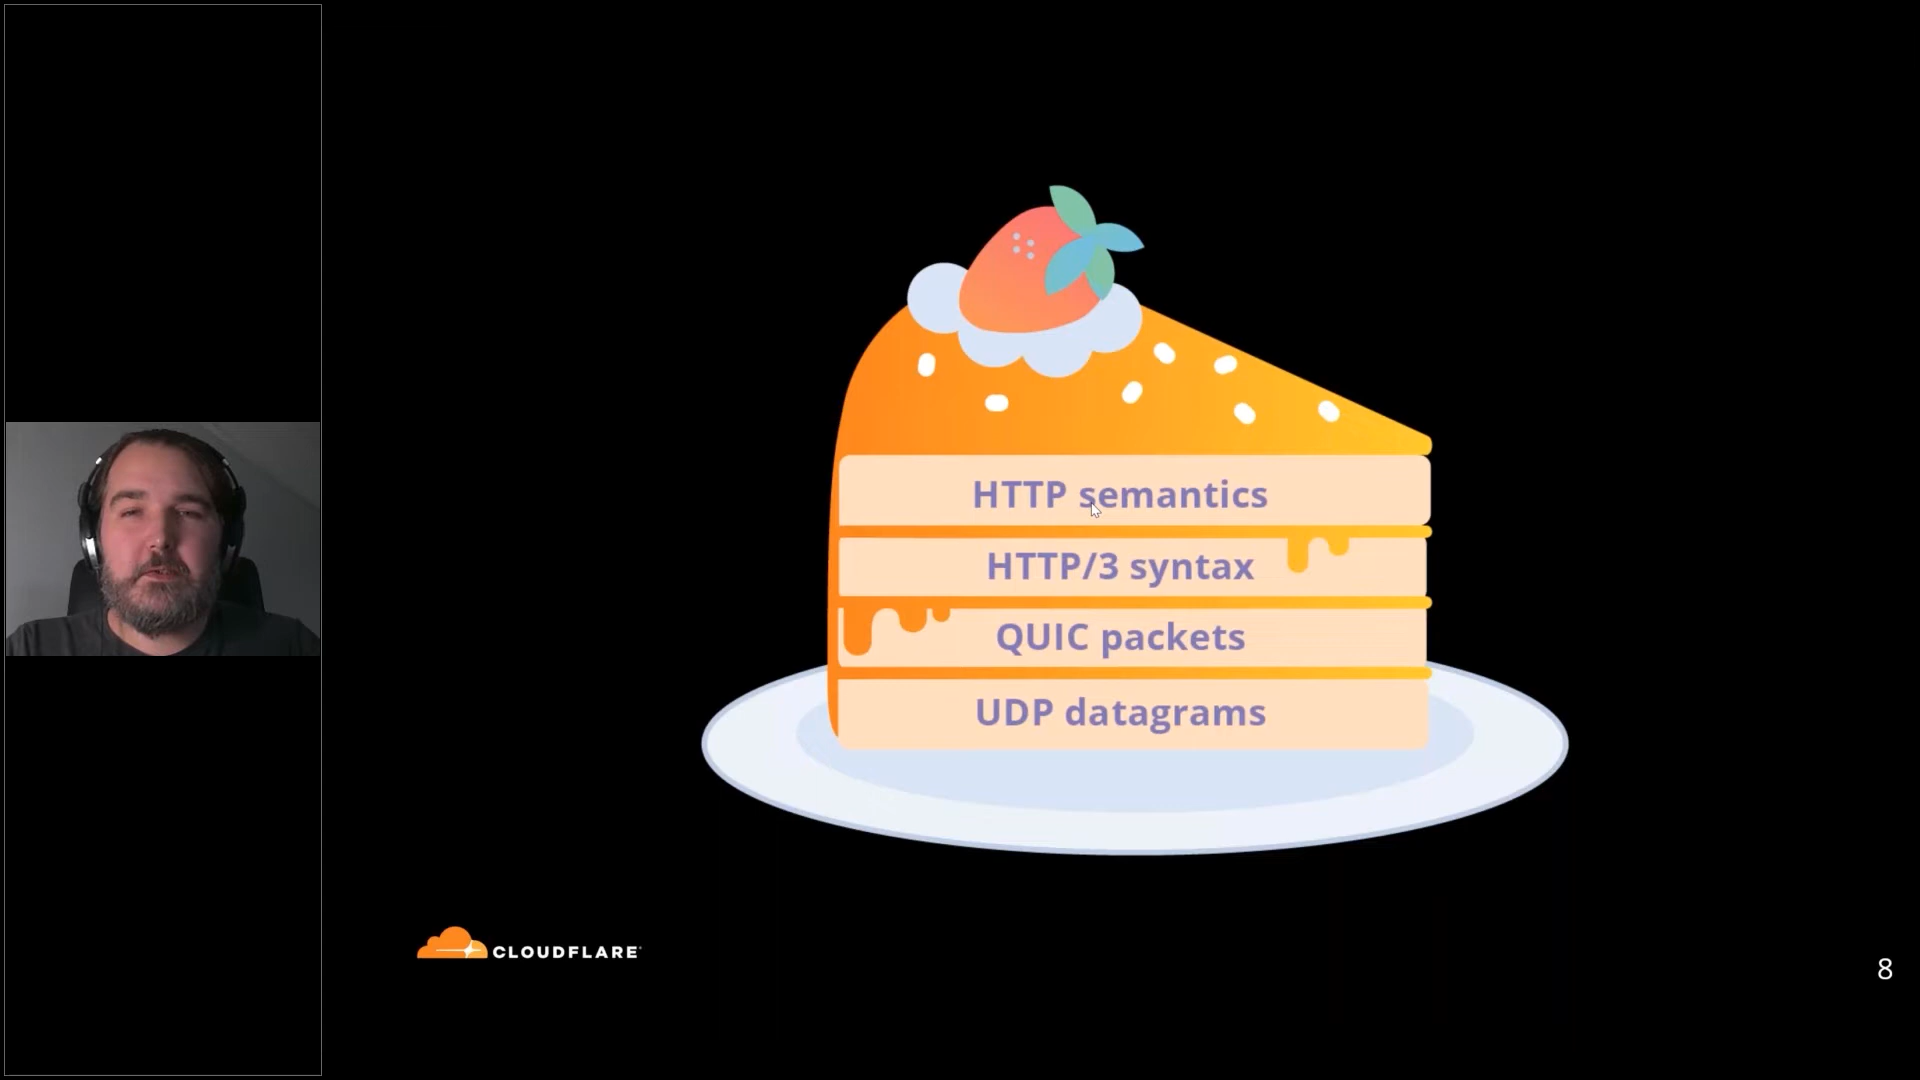 HTTP semantics
HTTP/3 syntax
QUIC packets
UDP datagrams
CLOUDFLARE
8